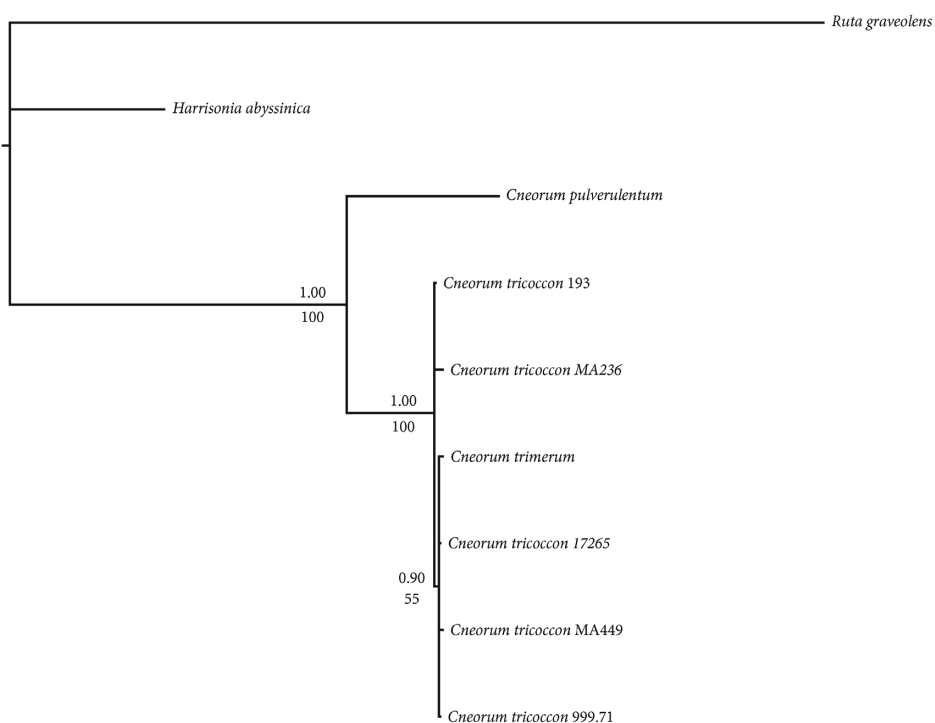 Ruta graveolens
Harrisonia abyssinica
Cneorum pulverulentum
Cneorum tricoccon 193
1.00
100
Cneorum tricoccon MA236
1.00
100
Cneorum trimerum
Cneorum tricoccon 17265
0.90
55
Cneorum tricoccon MA449
Cneorum tricoccon 999.71